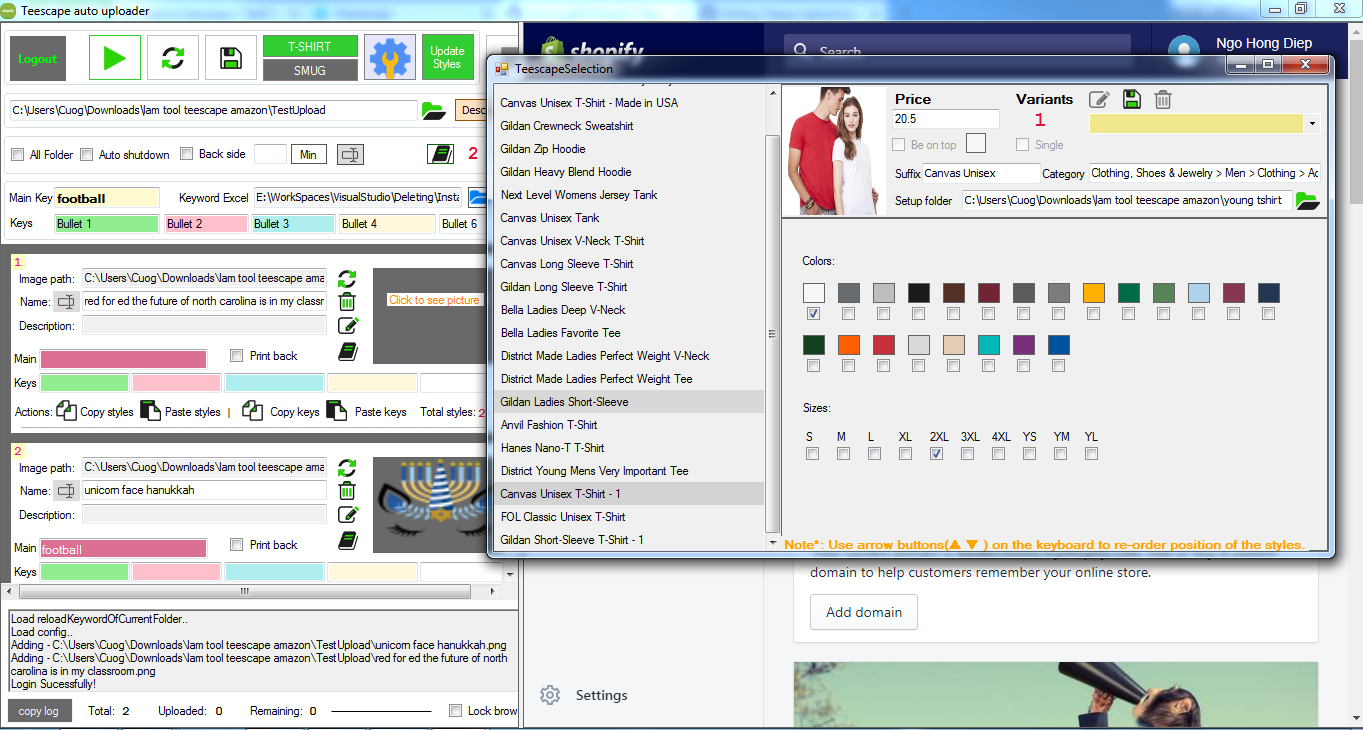 Teescape auto uploader
Logout
T-SHIRT
SMUG
Update
Styles
C:\Users\Cuog\Downloads\Iam tool teescape amazon\TestUpload
Desc
All Folder
Auto shutdown
Back side
Min
2
Main Key
football
Keyword Excel
E:\WorkSpaces\VisualStudio\Deleting\Insta
Keys
Bullet 1
Bullet 2
Bullet 3
Bullet 4
Bullet 6
1
Image path:
C:\Users\Cuog\Downloads\Iam tool teescape ama
Name:
red for ed the future of north carolina is in my classr
Description:
Click to see picture
Main
Print back
Keys
Actions:
Copy styles
Paste styles
|
Copy keys
Paste keys
Total styles: 2
2
Image path:
C:\Users\Cuog\Downloads\Iam tool teescape ama
Name:
unicorn face hanukkah
Description:
Main
football
Print back
Keys
Load reloadKeywordOfCurrentFolder..
Load config..
Adding - C:\Users\Cuog\Downloads\Iam tool teescape amazon\TestUpload\unicorn face hanukkah.png
Adding - C:\Users\Cuog\Downloads\Iam tool teescape amazon\TestUpload\red for ed the future of north
carolina is in my classroom.png
Login Sucessfully!
copy log
Total: 2
Uploaded: 0
Remaining: 0
Lock brow
shopify
Search
Ngo Hong Diep
TeescapeSelection
Canvas Unisex T-Shirt - Made in USA
Gildan Crewneck Sweatshirt
Gildan Zip Hoodie
Gildan Heavy Blend Hoodie
Next Level Womens Jersey Tank
Canvas Unisex Tank
Canvas Unisex V-Neck T-Shirt
Canvas Long Sleeve T-Shirt
Gildan Long Sleeve T-Shirt
Bella Ladies Deep V-Neck
Bella Ladies Favorite Tee
District Made Ladies Perfect Weight V-Neck
District Made Ladies Perfect Weight Tee
Gildan Ladies Short-Sleeve
Anvil Fashion T-Shirt
Hanes Nano-T T-Shirt
District Young Mens Very Important Tee
Canvas Unisex T-Shirt - 1
FOL Classic Unisex T-Shirt
Gildan Short-Sleeve T-Shirt - 1
Price
20.5
Variants
1
Be on top
Single
Suffix
Canvas Unisex
Category
Clothing, Shoes & Jewelry > Men > Clothing > Ac
Setup folder
C:\Users\Cuog\Downloads\Iam tool teescape amazon\young tshirt
Colors:
Sizes:
S M L XL 2XL 3XL 4XL YS YM YL
Note*: Use arrow buttons(▲ ▼ ) on the keyboard to re-order position of the styles.
domain to help customers remember your online store.
Add domain
Settings